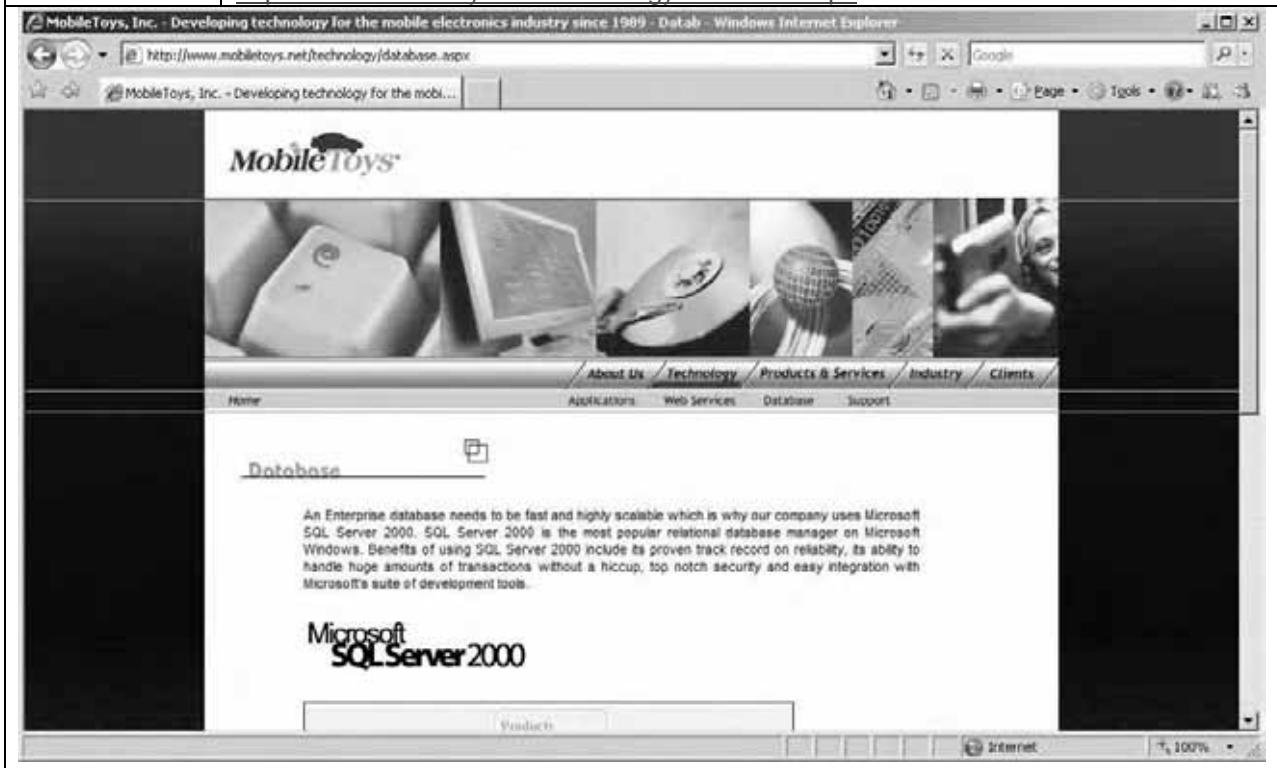 MobileToys, Inc. - Developing technology for the mobile electronics industry since 1989 - Datab - Windows Internet Explorer
http://www.mobiletoys.net/technology/database.aspx
Google
MobileToys, Inc. - Developing technology for the mobi...
Page
Tools
MobileToys
About Us / Technology / Products & Services / Industry / Clients /
Home Applications Web Services Database Support
Database
An Enterprise database needs to be fast and highly scalable which is why our company uses Microsoft
SQL Server 2000. SQL Server 2000 is the most popular relational database manager on Microsoft
Windows. Benefits of using SQL Server 2000 include its proven track record on reliability, its ability to
handle huge amounts of transactions without a hiccup, top notch security and easy integration with
Microsoft's suite of development tools.
Microsoft
SQL Server 2000
Products
Internet
100%